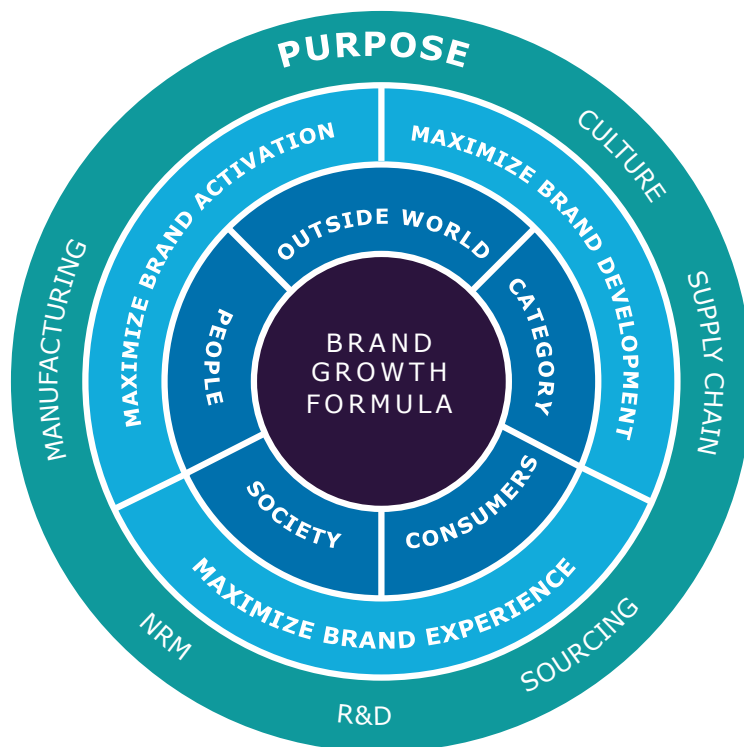 PURPOSE
CULTURE
SUPPLY CHAIN
SOURCING
R&D
NRM
MANUFACTURING
MAXIMIZE BRAND ACTIVATION
MAXIMIZE BRAND DEVELOPMENT
MAXIMIZE BRAND EXPERIENCE
OUTSIDE WORLD
CATEGORY
CONSUMERS
SOCIETY
PEOPLE
BRAND
GROWTH
FORMULA